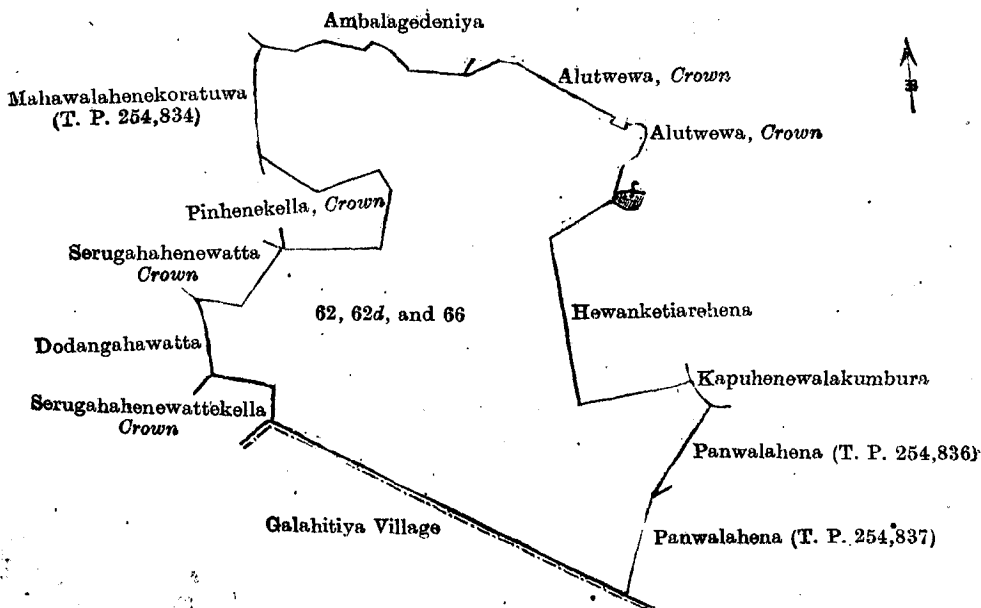 Ambalagedeniya
Alutwewa, Crown
Mahawalahenekoratuwa
(T. P. 254,834)
Alutwewa, Crown
Pinhenekella, Crown
Serugahahenewatta
Crown
62, 62d, and 66
Hewanketiarehena
Dodangahawatta
Kapuhenewalakumbura
Serugahahenewattekella
Crown
Panwalahena (T. P. 254,836)
Galahitiya Village
Panwalahena (T. P. 254,837)